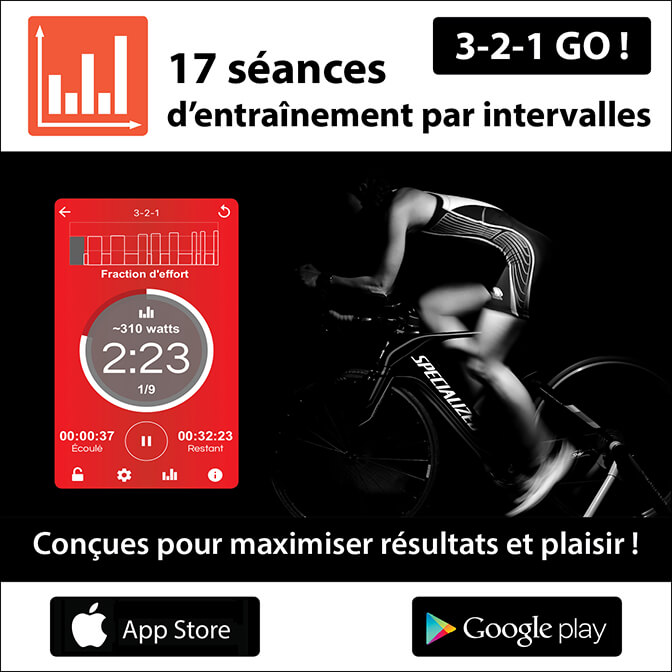 3-2-1 GO !
17 séances
d’entraînement par intervalles
3-2-1
Fraction d'effort
~310 watts
2:23
1/9
00:00:37
Écoulé
00:32:23
Restant
SPECIALIZED
Conçues pour maximiser résultats et plaisir !
App Store
Google play